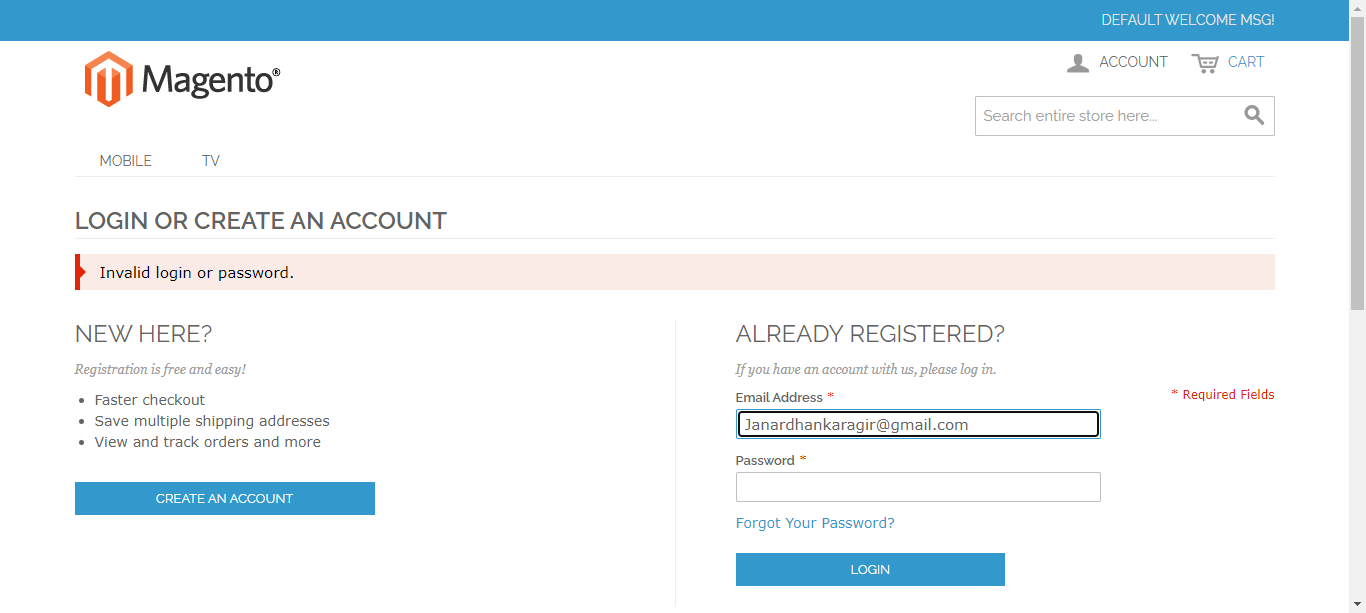 DEFAULT WELCOME MSG!
Magento®
ACCOUNT
CART
Search entire store here...
MOBILE
TV
LOGIN OR CREATE AN ACCOUNT
Invalid login or password.
NEW HERE?
Registration is free and easy!
Faster checkout
Save multiple shipping addresses
View and track orders and more
CREATE AN ACCOUNT
ALREADY REGISTERED?
If you have an account with us, please log in.
* Required Fields
Email Address *
Janardhankaragir@gmail.com
Password *
Forgot Your Password?
LOGIN